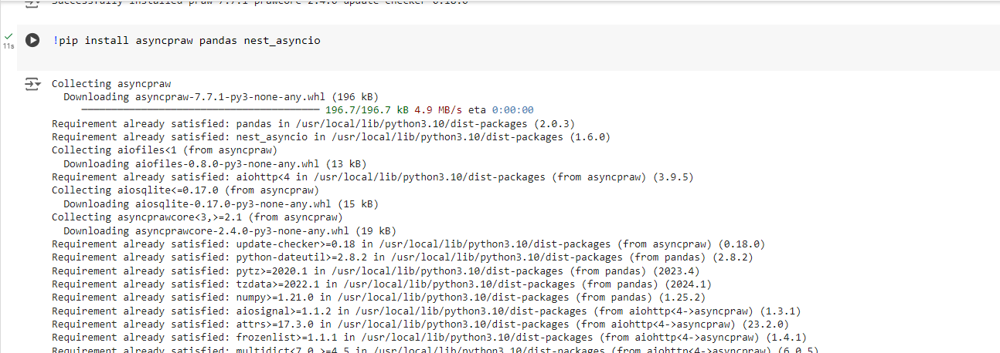 Successfully installed praw-7.7.1 prawcore-2.4.0 update-checker-0.18.0
!pip install asyncpraw pandas nest_asyncio
11s
Collecting asyncpraw
Downloading asyncpraw-7.7.1-py3-none-any.whl (196 kB)
196.7/196.7 kB 4.9 MB/s eta 0:00:00
Requirement already satisfied: pandas in /usr/local/lib/python3.10/dist-packages (2.0.3)
Requirement already satisfied: nest_asyncio in /usr/local/lib/python3.10/dist-packages (1.6.0)
Collecting aiofiles<1 (from asyncpraw)
Downloading aiofiles-0.8.0-py3-none-any.whl (13 kB)
Requirement already satisfied: aiohttp<4 in /usr/local/lib/python3.10/dist-packages (from asyncpraw) (3.9.5)
Collecting aiosqlite<=0.17.0 (from asyncpraw)
Downloading aiosqlite-0.17.0-py3-none-any.whl (15 kB)
Collecting asyncprawcore<3,>=2.1 (from asyncpraw)
Downloading asyncprawcore-2.4.0-py3-none-any.whl (19 kB)
Requirement already satisfied: update-checker>=0.18 in /usr/local/lib/python3.10/dist-packages (from asyncpraw) (0.18.0)
Requirement already satisfied: python-dateutil>=2.8.2 in /usr/local/lib/python3.10/dist-packages (from pandas) (2.8.2)
Requirement already satisfied: pytz>=2020.1 in /usr/local/lib/python3.10/dist-packages (from pandas) (2023.4)
Requirement already satisfied: tzdata>=2022.1 in /usr/local/lib/python3.10/dist-packages (from pandas) (2024.1)
Requirement already satisfied: numpy>=1.21.0 in /usr/local/lib/python3.10/dist-packages (from pandas) (1.25.2)
Requirement already satisfied: aiosignal>=1.1.2 in /usr/local/lib/python3.10/dist-packages (from aiohttp<4->asyncpraw) (1.3.1)
Requirement already satisfied: attrs>=17.3.0 in /usr/local/lib/python3.10/dist-packages (from aiohttp<4->asyncpraw) (23.2.0)
Requirement already satisfied: frozenlist>=1.1.1 in /usr/local/lib/python3.10/dist-packages (from aiohttp<4->asyncpraw) (1.4.1)
Requirement already satisfied: multidict<7.0,>=4.5 in /usr/local/lib/python3.10/dist-packages (from aiohttp<4->asyncpraw) (6.0.5)